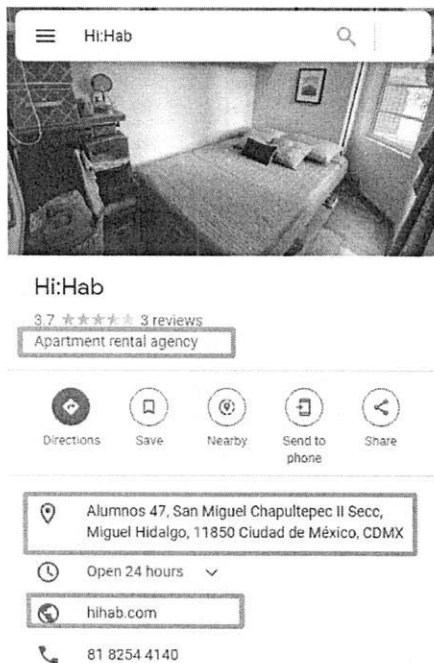 Hi:Hab
Hi:Hab
3.7 3 reviews
Apartment rental agency
Directions
Save
Nearby
Send to
phone
Share
Alumnos 47, San Miguel Chapultepec II Secc,
Miguel Hidalgo, 11850 Ciudad de México, CDMX
Open 24 hours
hihab.com
81 8254 4140